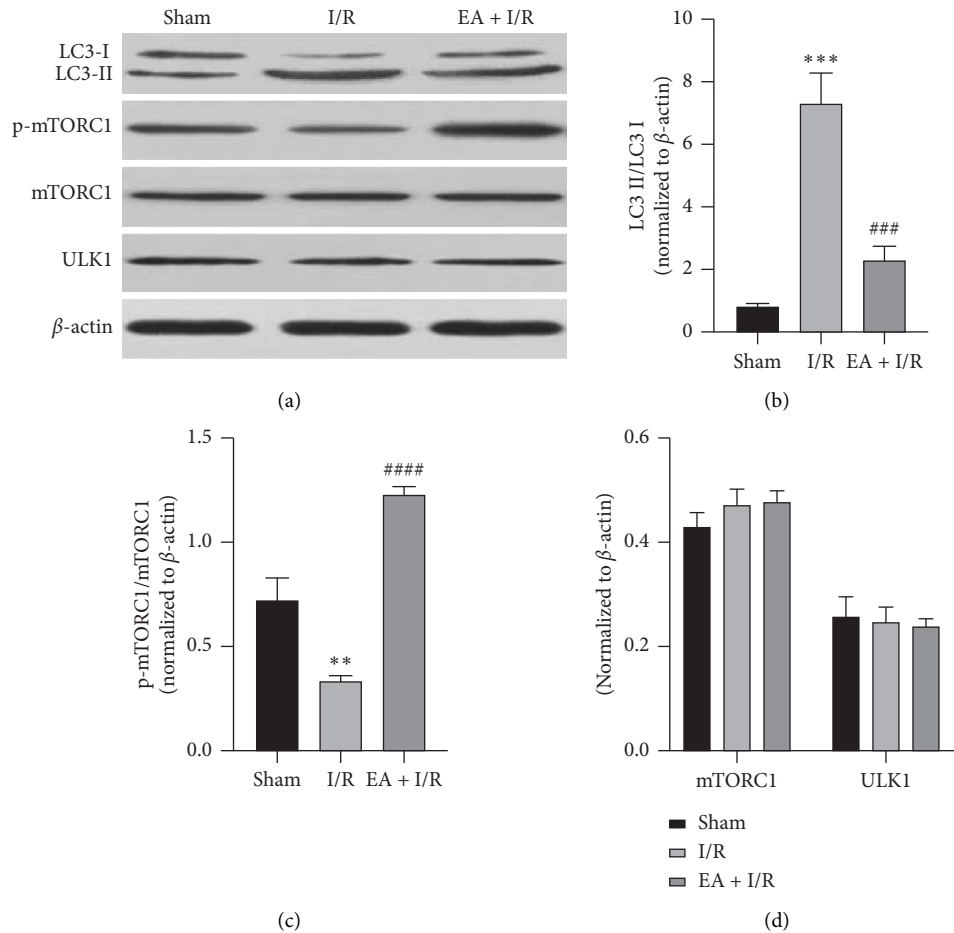 Sham I/R EA + I/R
LC3-I
LC3-II
p-mTORC1
mTORC1
ULK1
β-actin
(a)
LC3 II/LC3 I
(normalized to β-actin)
10
8
6
4
2
0
***
###
Sham I/R EA + I/R
(b)
p-mTORC1/mTORC1
(normalized to β-actin)
1.5
1.0
0.5
0.0
**
####
Sham I/R EA + I/R
(c)
(Normalized to β-actin)
0.6
0.4
0.2
0.0
mTORC1 ULK1
Sham
I/R
EA + I/R
(d)